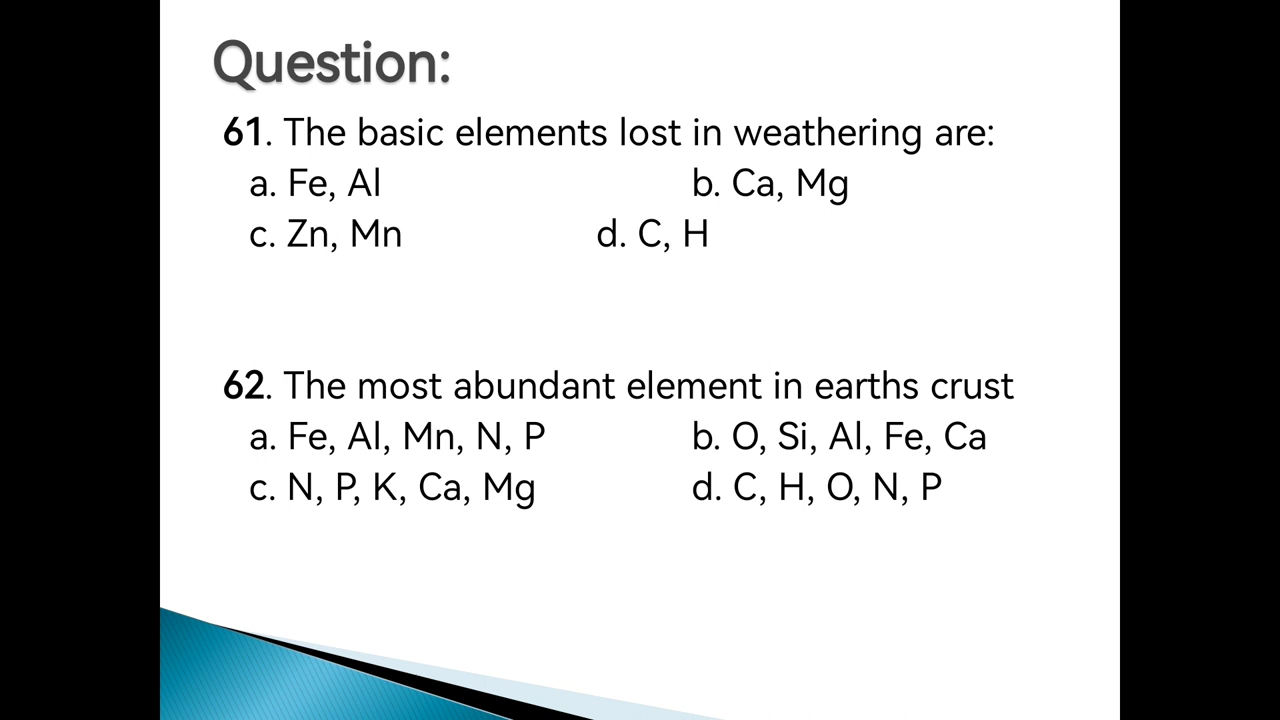 Question:
61. The basic elements lost in weathering are:
a. Fe, Al b. Ca, Mg
c. Zn, Mn d. C, H
62. The most abundant element in earths crust
a. Fe, Al, Mn, N, P b. O, Si, Al, Fe, Ca
c. N, P, K, Ca, Mg d. C, H, O, N, P